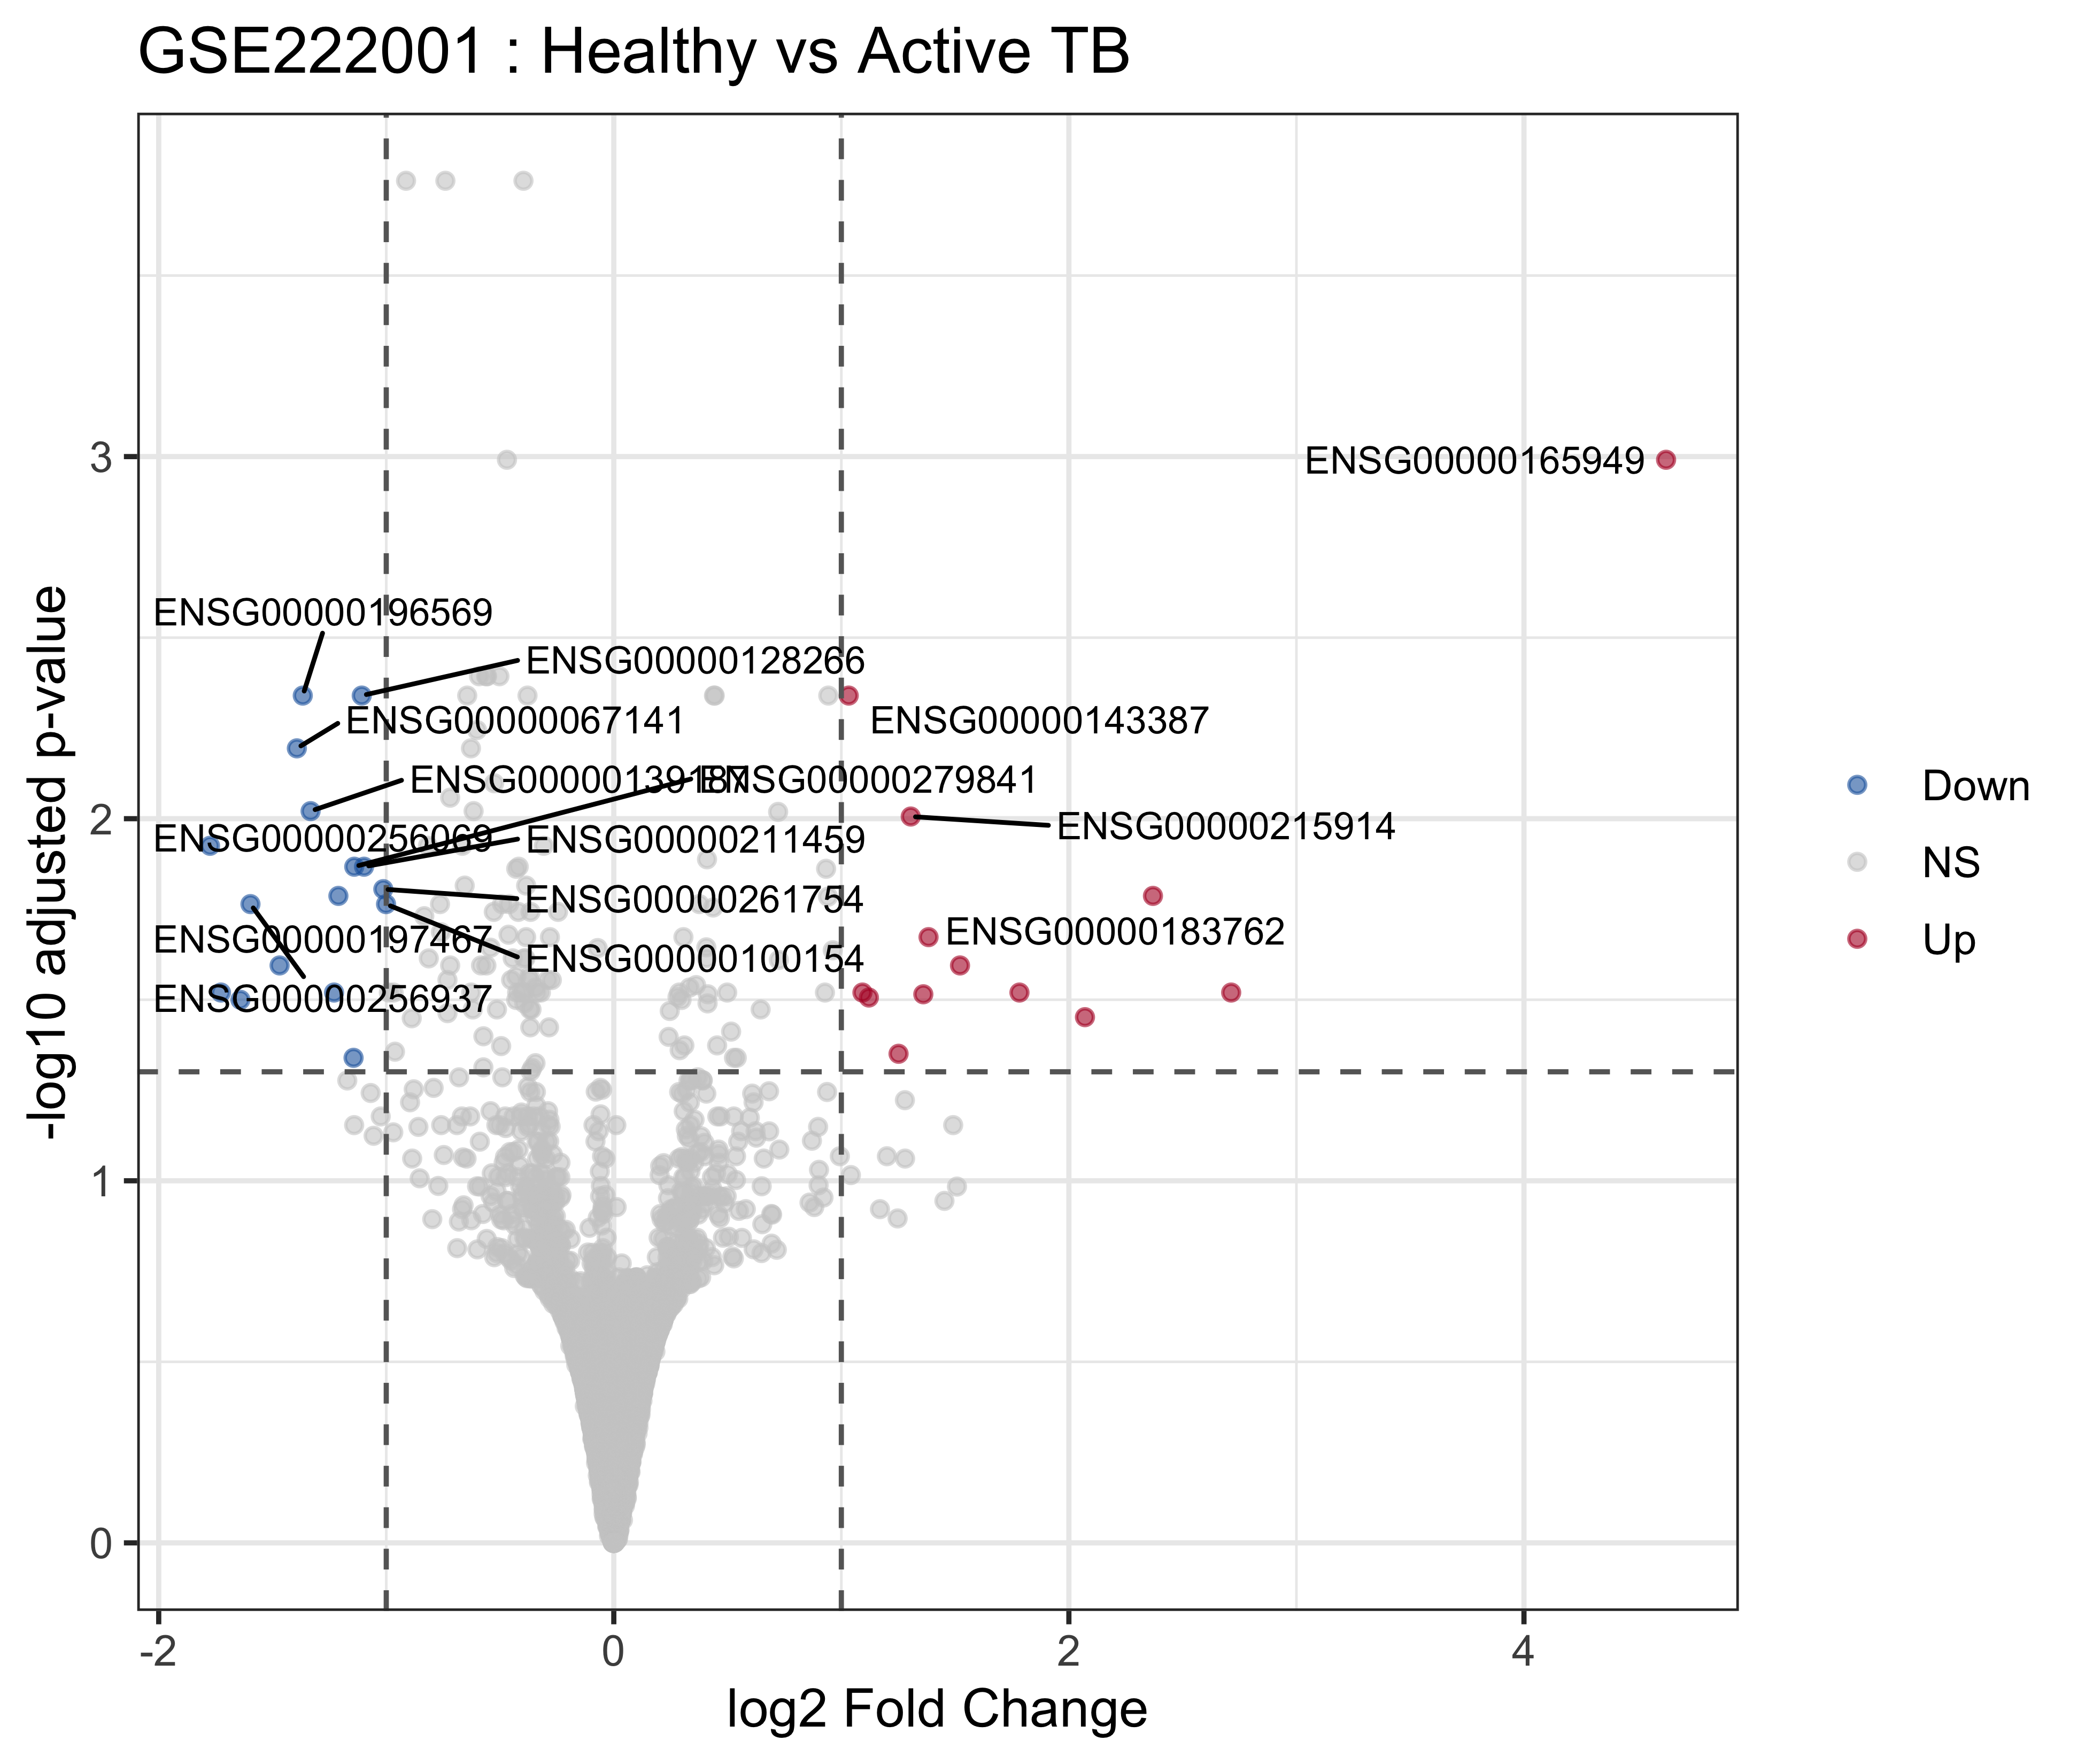 GSE222001 : Healthy vs Active TB
-log10 adjusted p-value
3
2
1
0
ENSG00000165949
ENSG00000196569
ENSG00000128266
ENSG00000067141
ENSG00000143387
ENSG00000139187
ENSG00000279841
ENSG00000215914
ENSG00000256069
ENSG00000211459
ENSG00000261754
ENSG00000183762
ENSG00000197467
ENSG00000100154
ENSG00000256937
Down
NS
Up
-2
0
2
4
log2 Fold Change